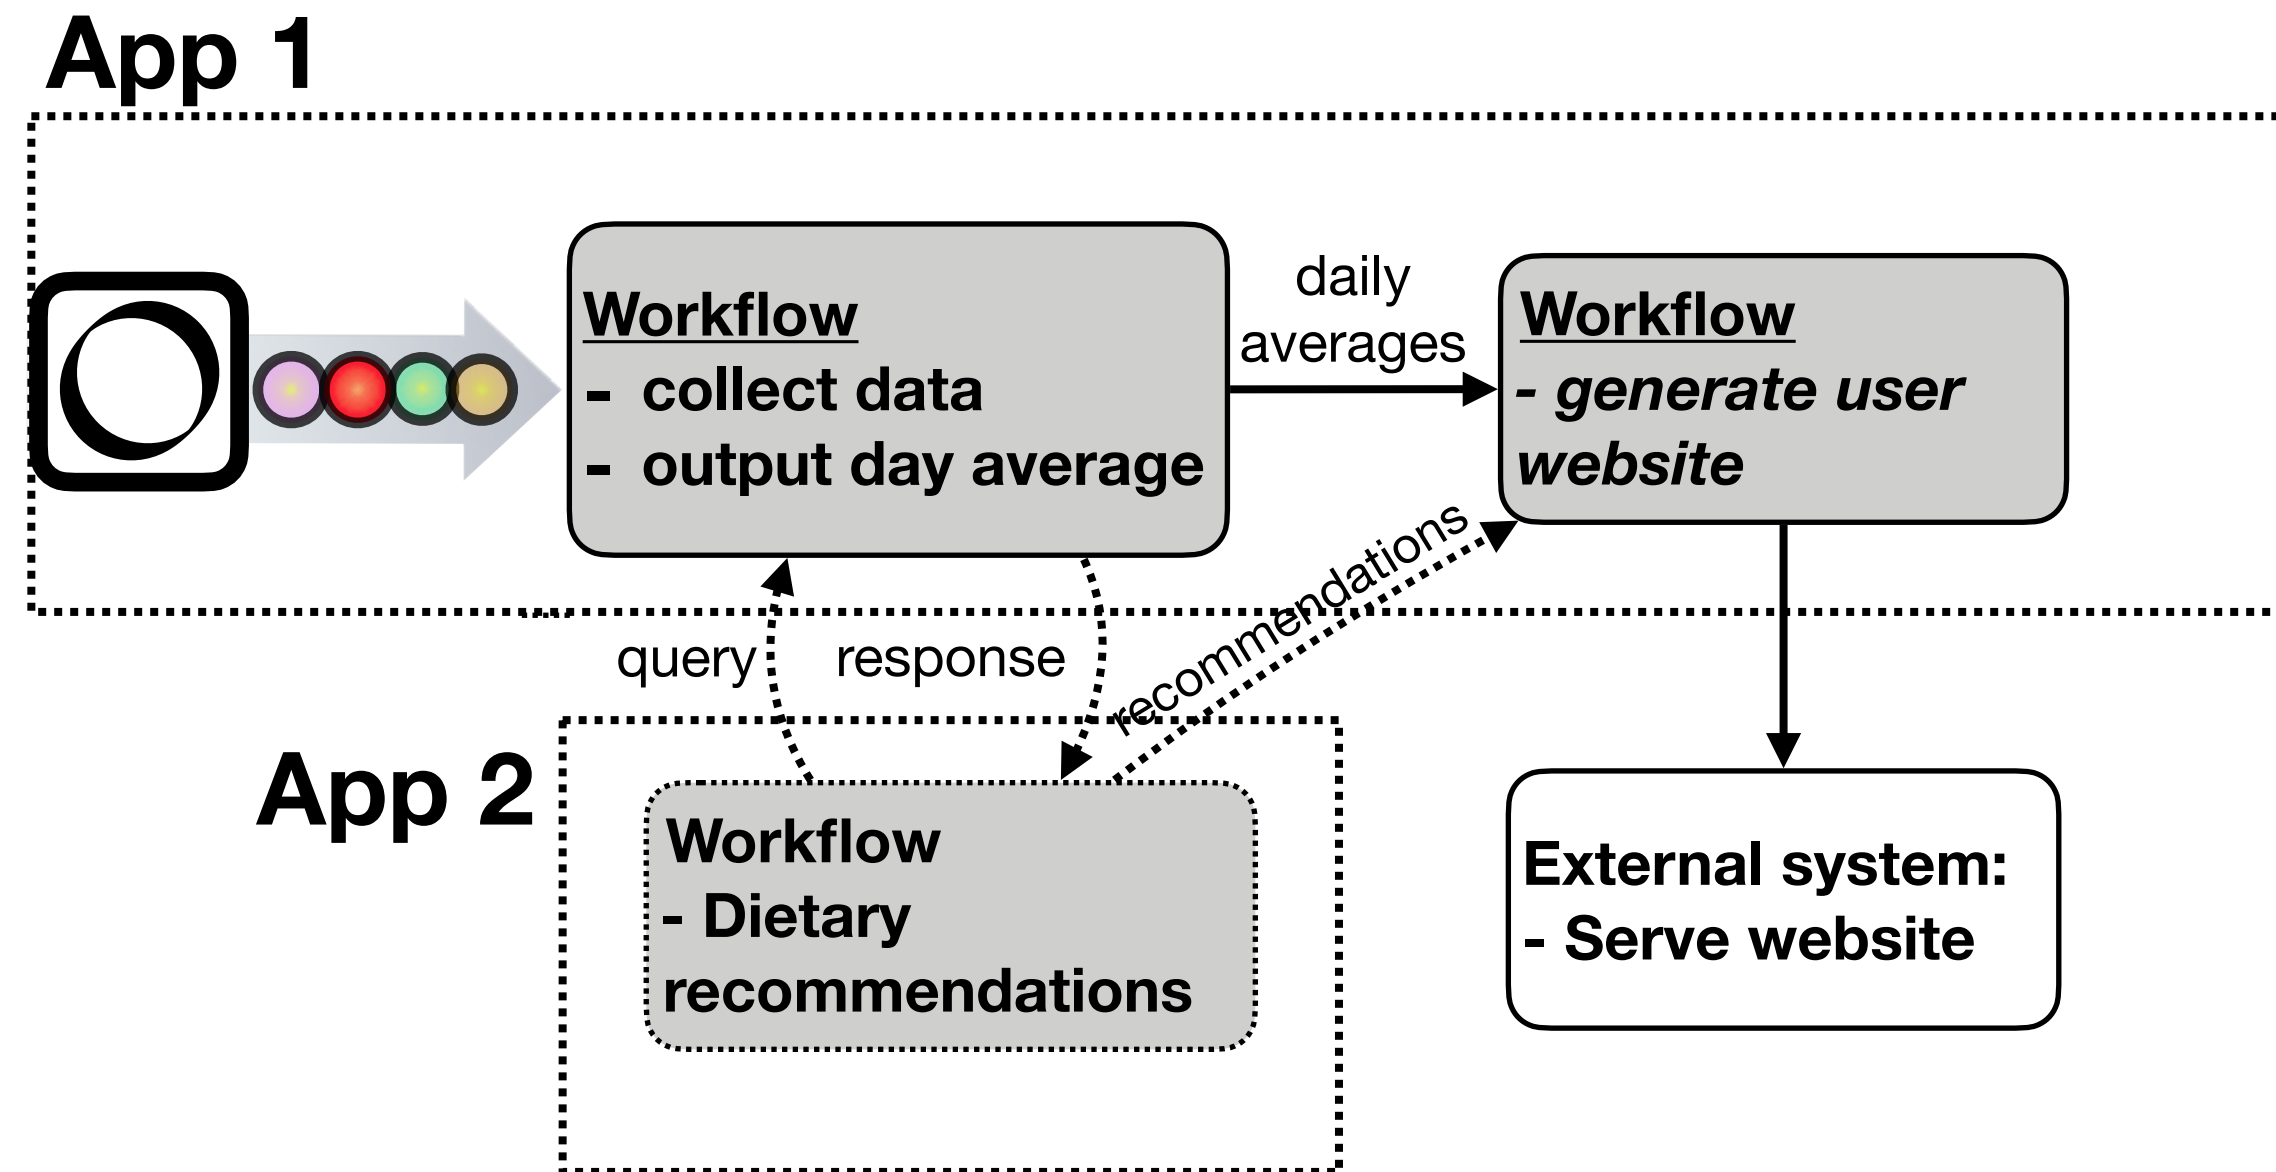 App 1
Workflow
- collect data
- output day average
daily
averages
Workflow
- generate user
website
query
response
recommendations
App 2
Workflow
- Dietary
recommendations
External system:
- Serve website